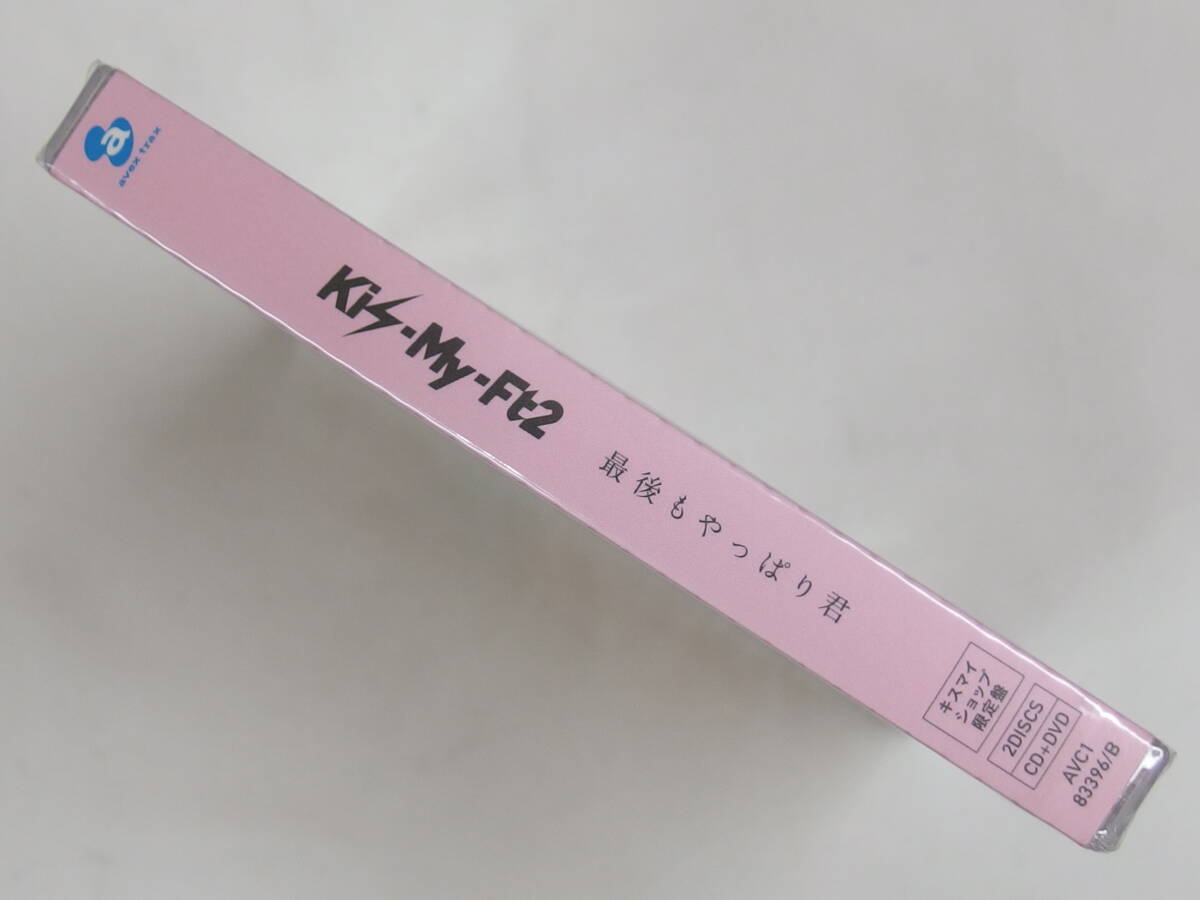 a
avex trax
Kis-My-Ft2
最後もやっぱり君
キスマイ
ショップ
限定盤
2DISCS
CD+DVD
AVC1
83396/B